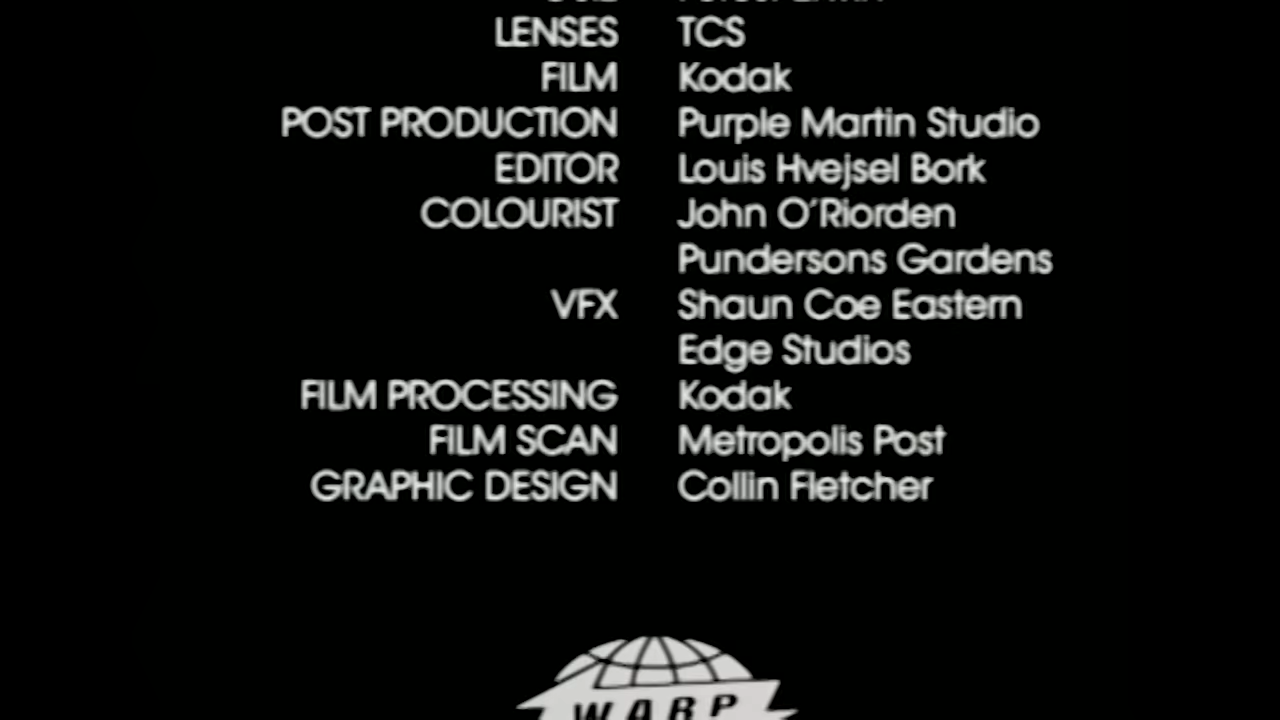 LENSES TCS
FILM Kodak
POST PRODUCTION Purple Martin Studio
EDITOR Louis Hvejsel Bork
COLOURIST John O'Riorden
Pundersons Gardens
VFX Shaun Coe Eastern
Edge Studios
FILM PROCESSING Kodak
FILM SCAN Metropolis Post
GRAPHIC DESIGN Collin Fletcher
WARP